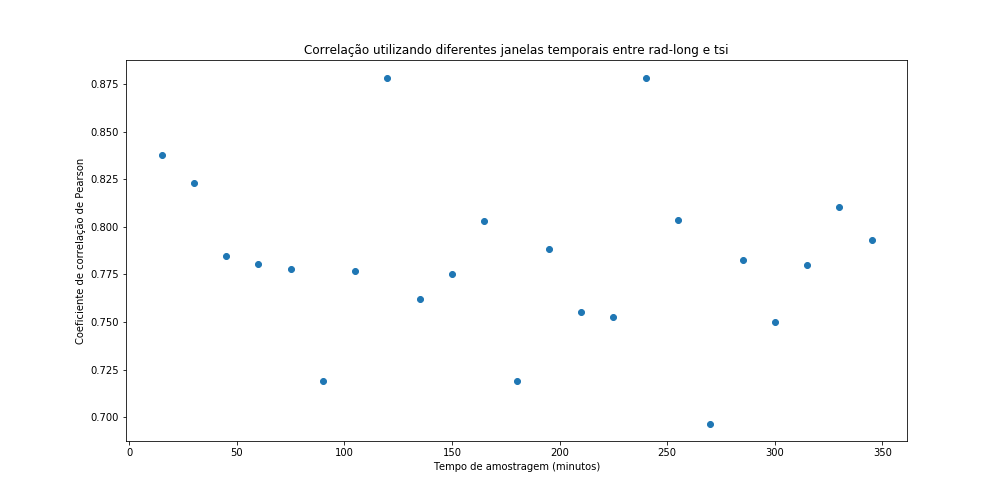 Correlação utilizando diferentes janelas temporais entre rad-long e tsi
0.875
0.850
0.825
0.800
0.775
0.750
0.725
0.700
Coeficiente de correlação de Pearson
0 50 100 150 200 250 300 350
Tempo de amostragem (minutos)